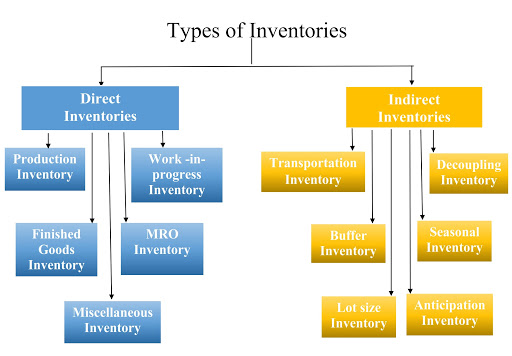 Types of Inventories
Direct
Inventories
Indirect
Inventories
Production
Inventory
Work -in-
progress
Inventory
Transportation
Inventory
Decoupling
Inventory
Finished
Goods
Inventory
MRO
Inventory
Buffer
Inventory
Seasonal
Inventory
Miscellaneous
Inventory
Lot size
Inventory
Anticipation
Inventory